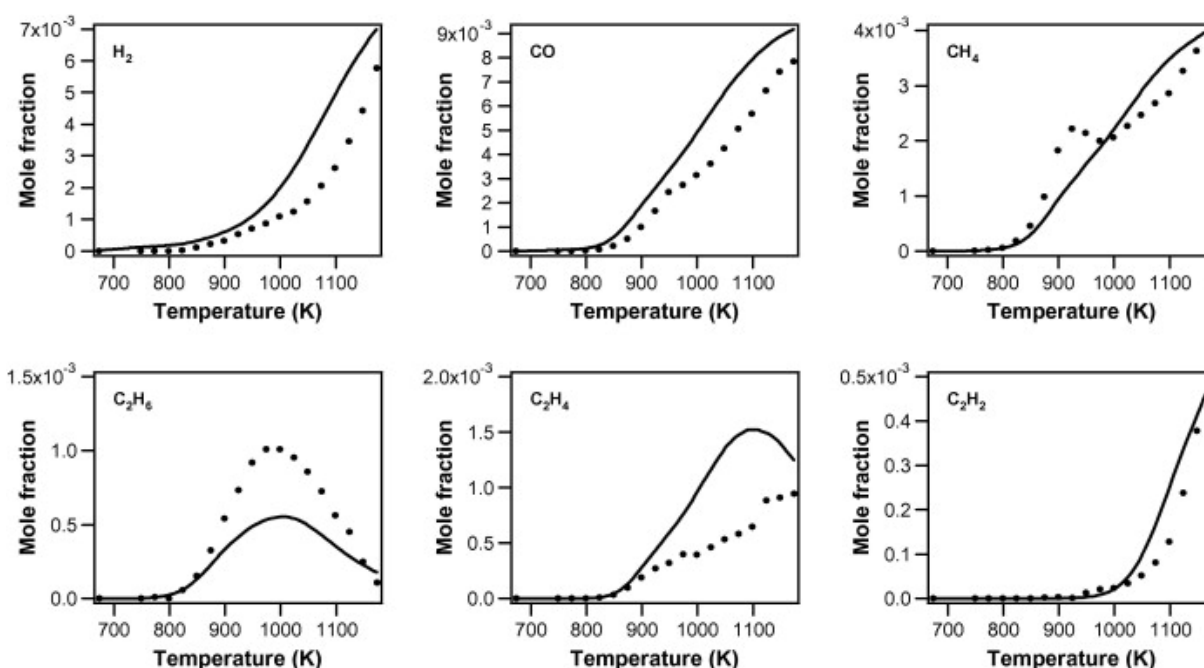 7x10⁻³
H₂
6
5
4
3
2
1
0
Mole fraction
700 800 900 1000 1100
Temperature (K)
9x10⁻³
CO
8
7
6
5
4
3
2
1
0
Mole fraction
700 800 900 1000 1100
Temperature (K)
4x10⁻³
CH₄
3
2
1
0
Mole fraction
700 800 900 1000 1100
Temperature (K)
1.5x10⁻³
C₂H₆
1.0
0.5
0.0
Mole fraction
700 800 900 1000 1100
Temperature (K)
2.0x10⁻³
C₂H₄
1.5
1.0
0.5
0.0
Mole fraction
700 800 900 1000 1100
Temperature (K)
0.5x10⁻³
C₂H₂
0.4
0.3
0.2
0.1
0.0
Mole fraction
700 800 900 1000 1100
Temperature (K)